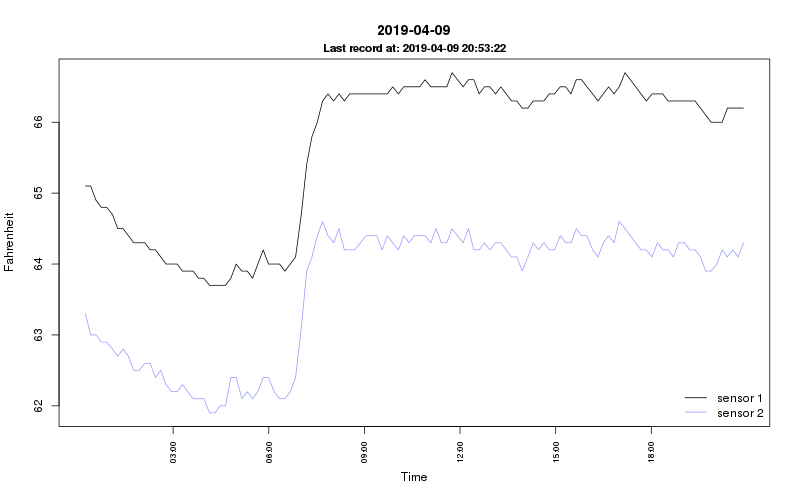 2019-04-09
Last record at: 2019-04-09 20:53:22
Fahrenheit
66
65
64
63
62
sensor 1
sensor 2
03:00 06:00 09:00 12:00 15:00 18:00
Time